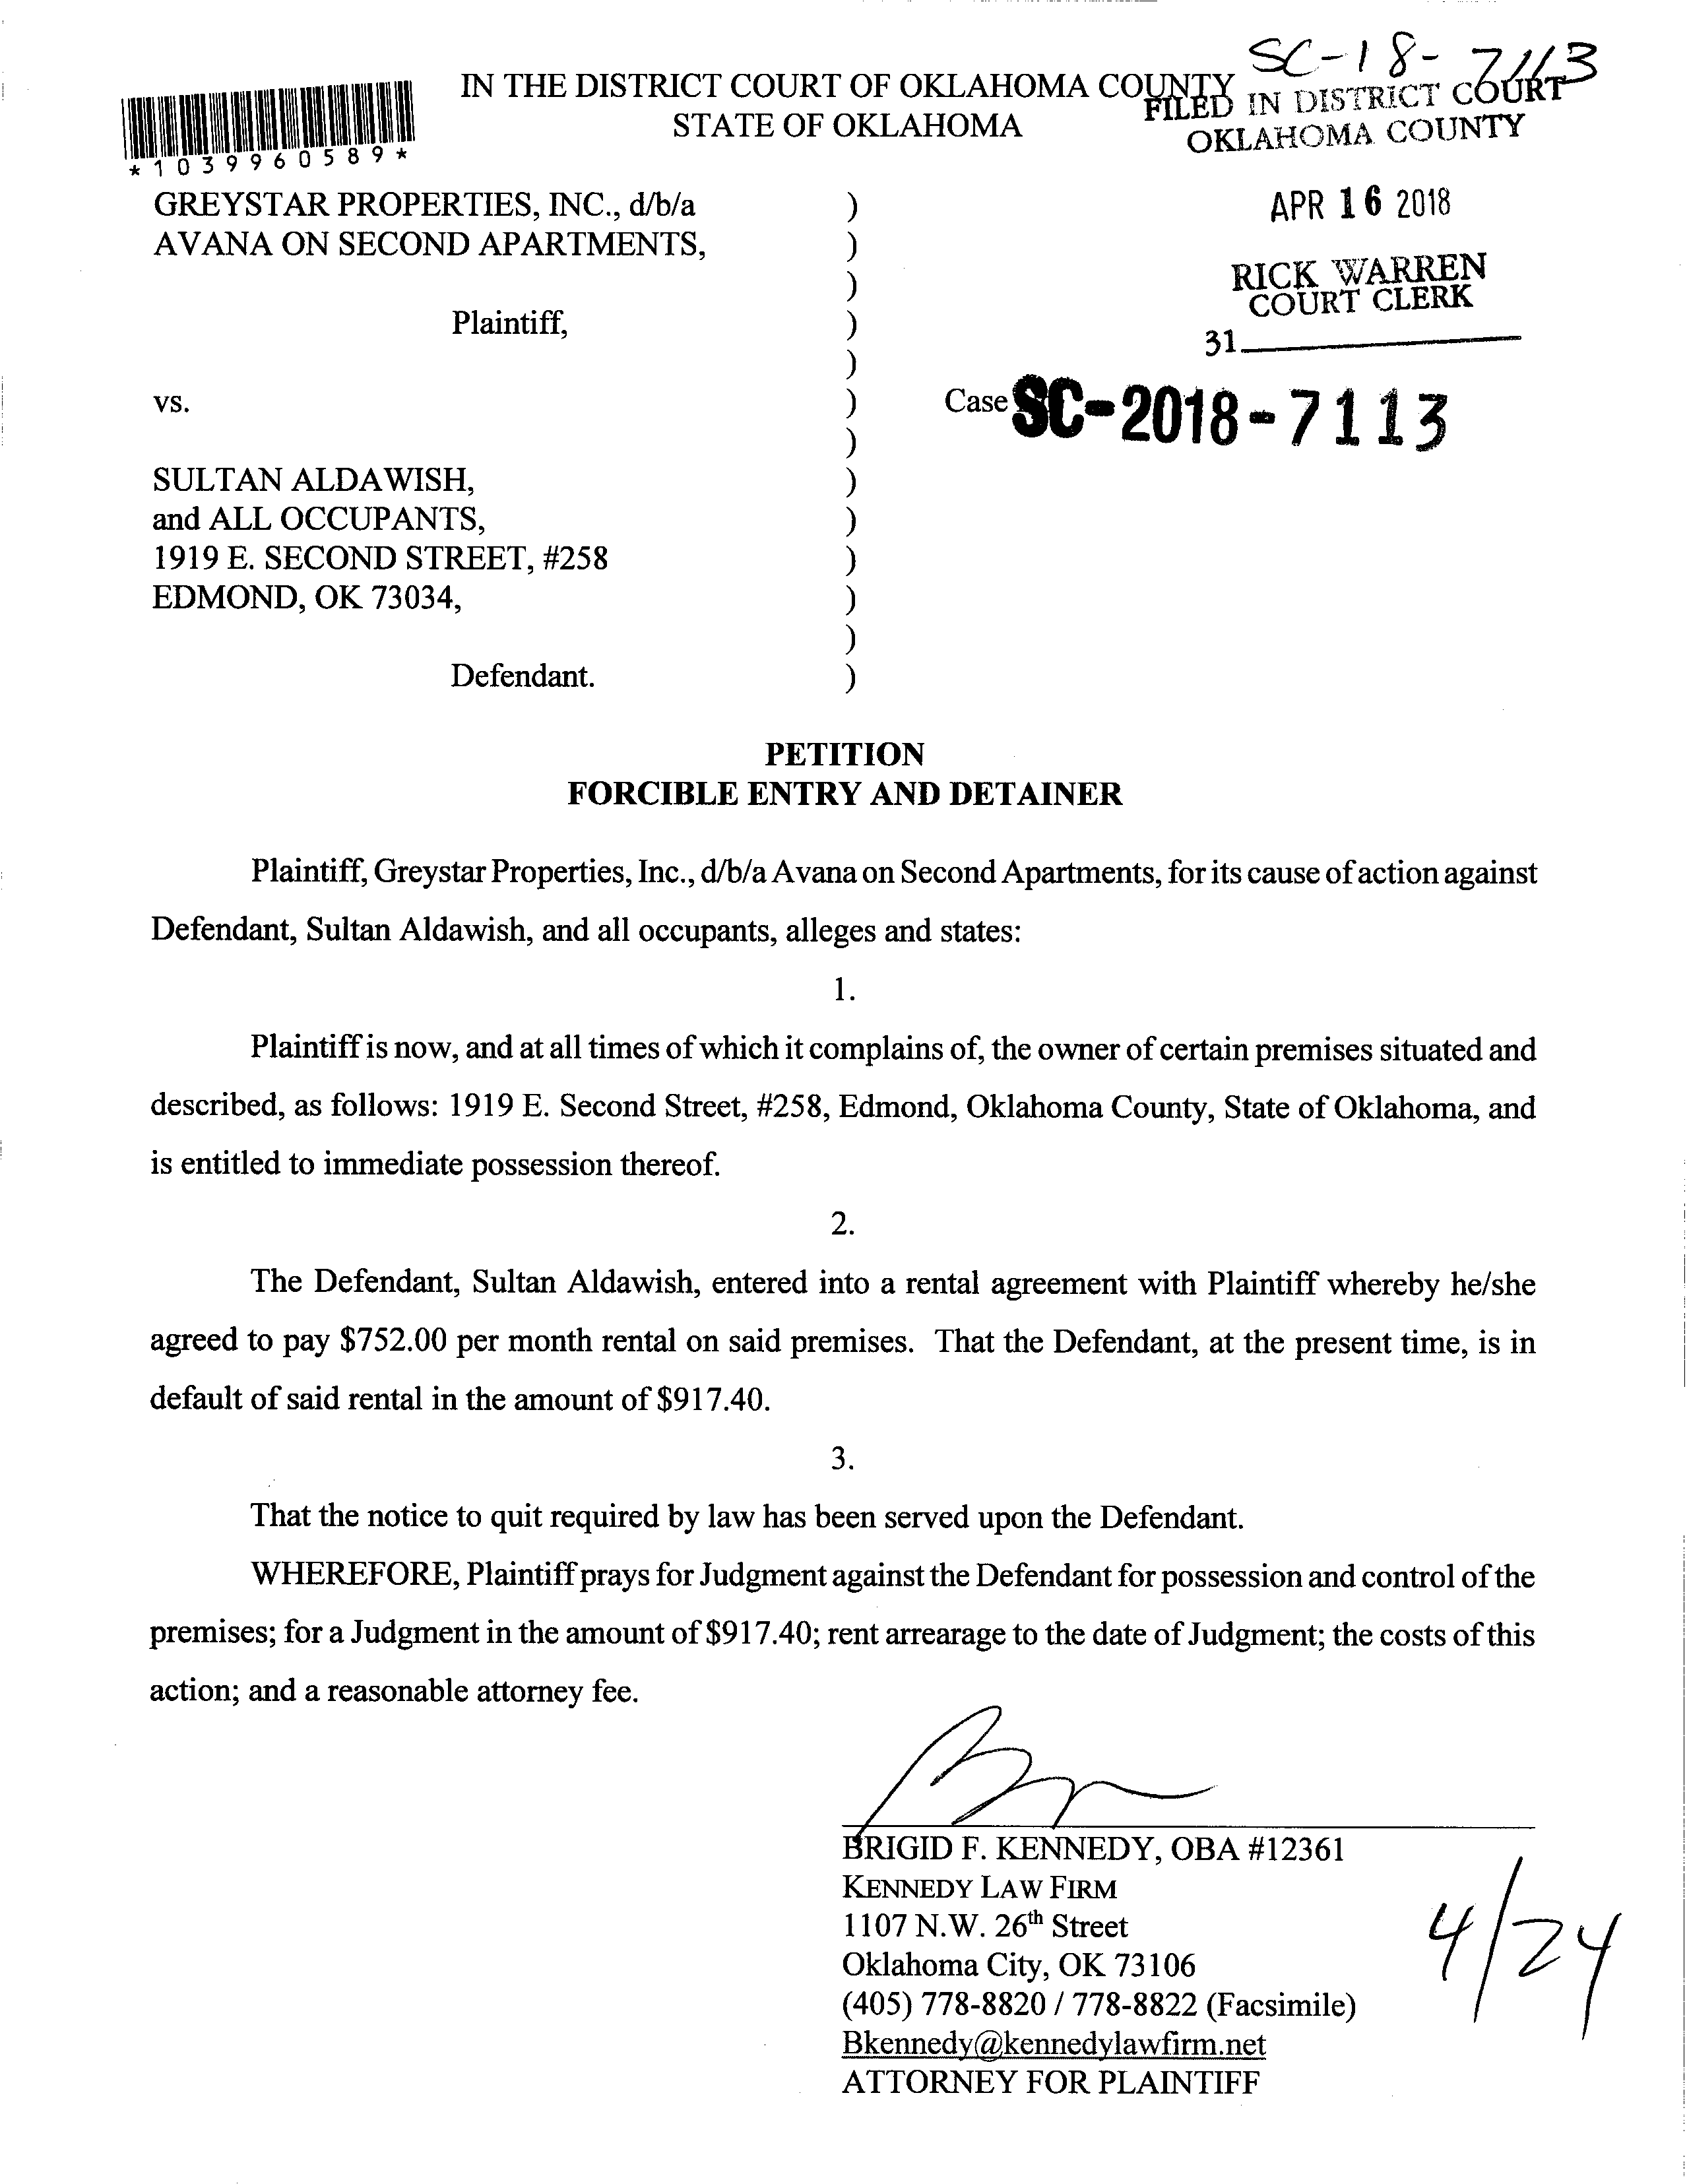 SC-18-7113
IN THE DISTRICT COURT OF OKLAHOMA COUNTY
STATE OF OKLAHOMA
FILED IN DISTRICT COURT
OKLAHOMA COUNTY
*1039960589*
APR 16 2018
RICK WARREN
COURT CLERK
31
GREYSTAR PROPERTIES, INC., d/b/a )
AVANA ON SECOND APARTMENTS, )
)
Plaintiff, )
)
vs. ) Case SC-2018-7113
)
SULTAN ALDAWISH, )
and ALL OCCUPANTS, )
1919 E. SECOND STREET, #258 )
EDMOND, OK 73034, )
)
Defendant. )
PETITION
FORCIBLE ENTRY AND DETAINER
Plaintiff, Greystar Properties, Inc., d/b/a Avana on Second Apartments, for its cause of action against
Defendant, Sultan Aldawish, and all occupants, alleges and states:
1.
Plaintiff is now, and at all times of which it complains of, the owner of certain premises situated and
described, as follows: 1919 E. Second Street, #258, Edmond, Oklahoma County, State of Oklahoma, and
is entitled to immediate possession thereof.
2.
The Defendant, Sultan Aldawish, entered into a rental agreement with Plaintiff whereby he/she
agreed to pay $752.00 per month rental on said premises. That the Defendant, at the present time, is in
default of said rental in the amount of $917.40.
3.
That the notice to quit required by law has been served upon the Defendant.
WHEREFORE, Plaintiff prays for Judgment against the Defendant for possession and control of the
premises; for a Judgment in the amount of $917.40; rent arrearage to the date of Judgment; the costs of this
action; and a reasonable attorney fee.
BRIGID F. KENNEDY, OBA #12361
KENNEDY LAW FIRM
1107 N.W. 26th Street
Oklahoma City, OK 73106
(405) 778-8820 / 778-8822 (Facsimile)
Bkennedy@kennedylawfirm.net
ATTORNEY FOR PLAINTIFF
4/24